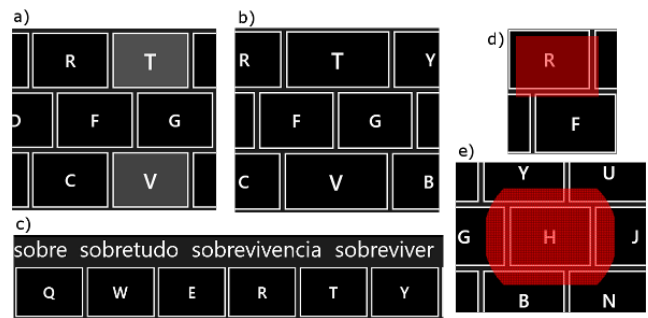 a)
R T
D F G
C V
b)
R T Y
F G
C V B
c)
sobre sobretudo sobrevivencia sobreviver
Q W E R T Y
d)
R
F
e)
Y U
G H J
B N